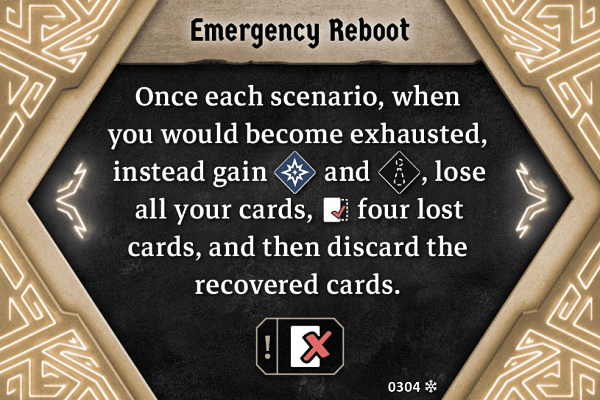 Emergency Reboot
Once each scenario, when
you would become exhausted,
instead gain and , lose
all your cards, four lost
cards, and then discard the
recovered cards.
!
0304